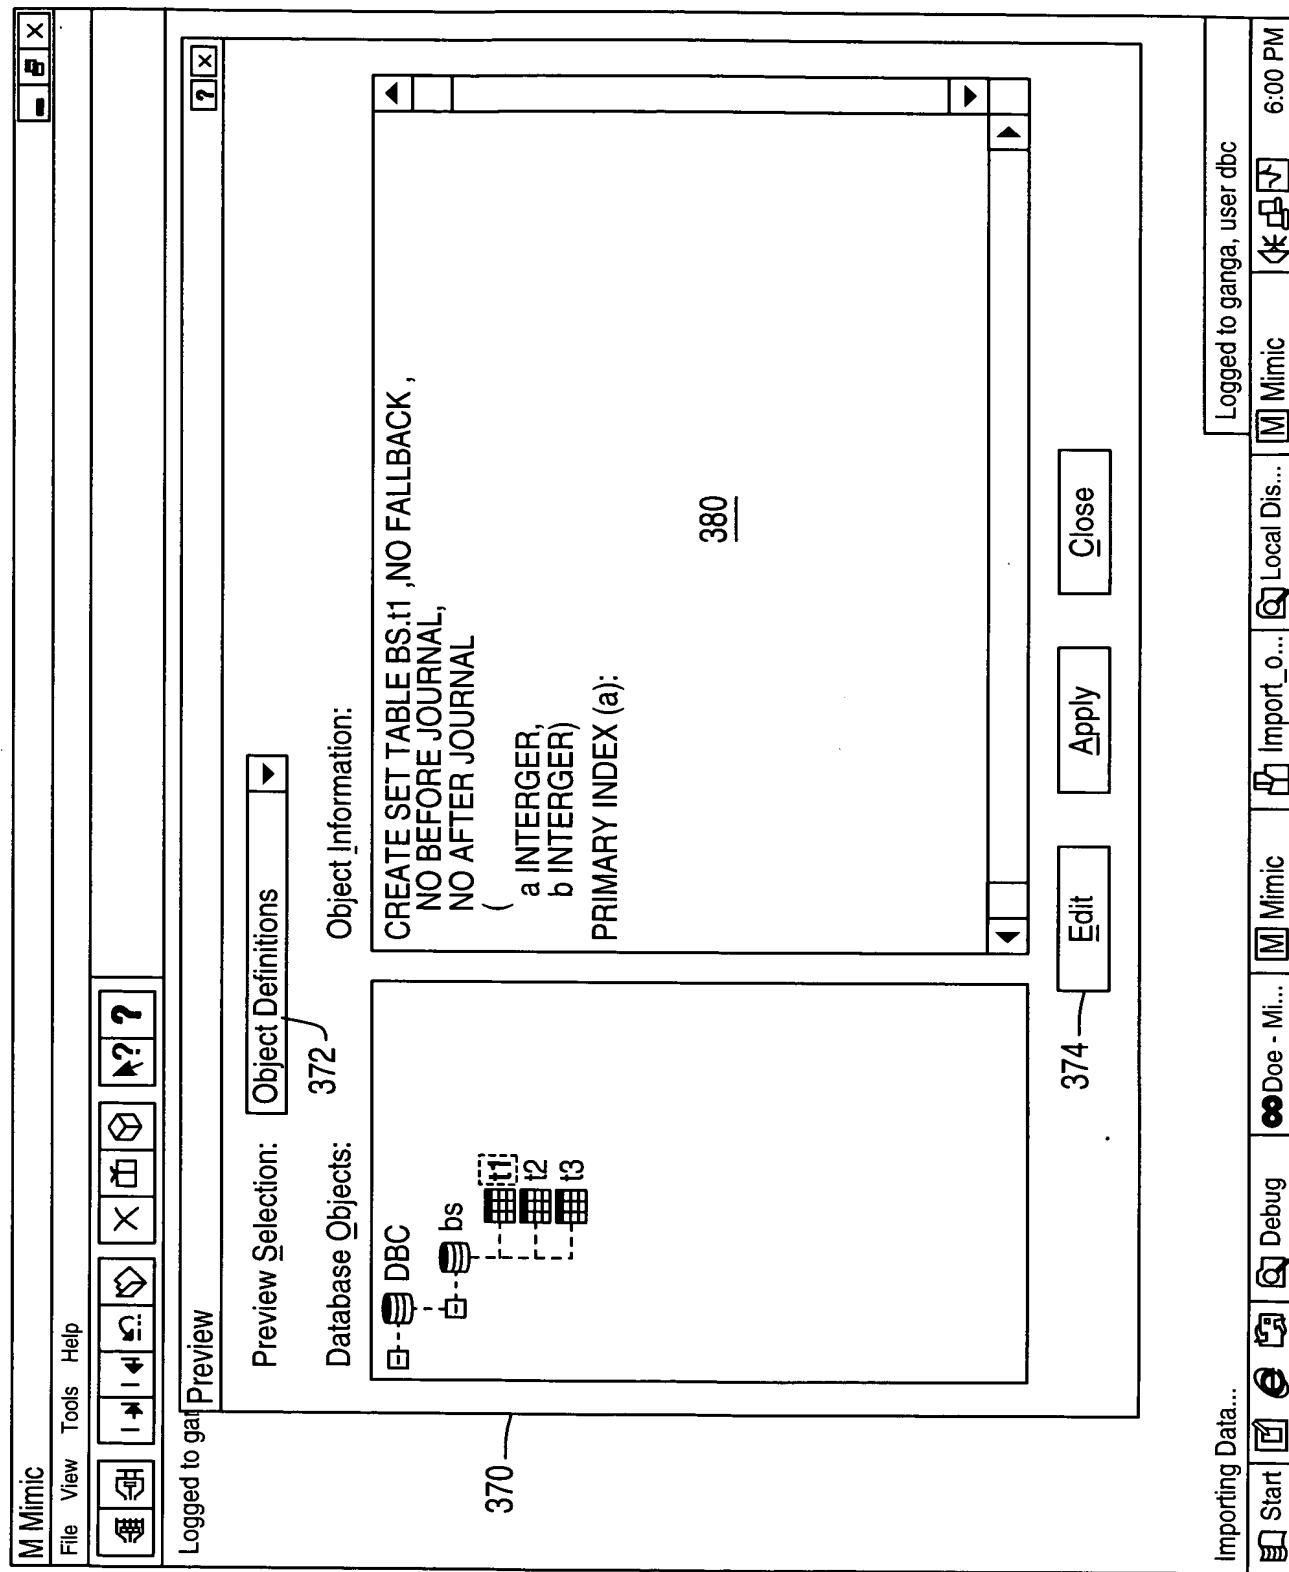 M Mimic
File View Tools Help
Logged to gar
Preview
Preview Selection:
Object Definitions
372
Database Objects:
Object Information:
DBC
bs
t1
t2
t3
CREATE SET TABLE BS.t1 ,NO FALLBACK ,
NO BEFORE JOURNAL,
NO AFTER JOURNAL
(
a INTERGER,
b INTERGER)
PRIMARY INDEX (a):
380
370
374
Edit
Apply
Close
Importing Data...
Logged to ganga, user dbc
Start
Debug
Doe - Mi...
M Mimic
Import_o...
Local Dis...
M Mimic
6:00 PM